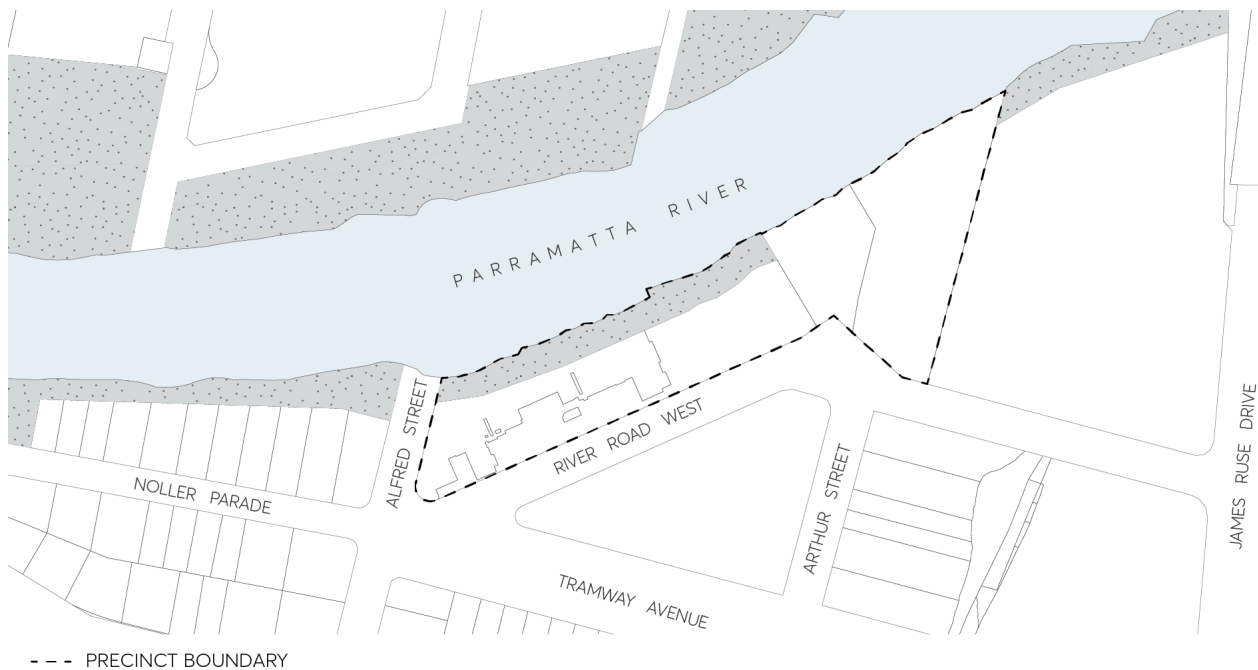 PARRAMATTA RIVER
ALFRED STREET
RIVER ROAD WEST
NOLLER PARADE
ARTHUR STREET
JAMES RUSE DRIVE
TRAMWAY AVENUE
PRECINCT BOUNDARY